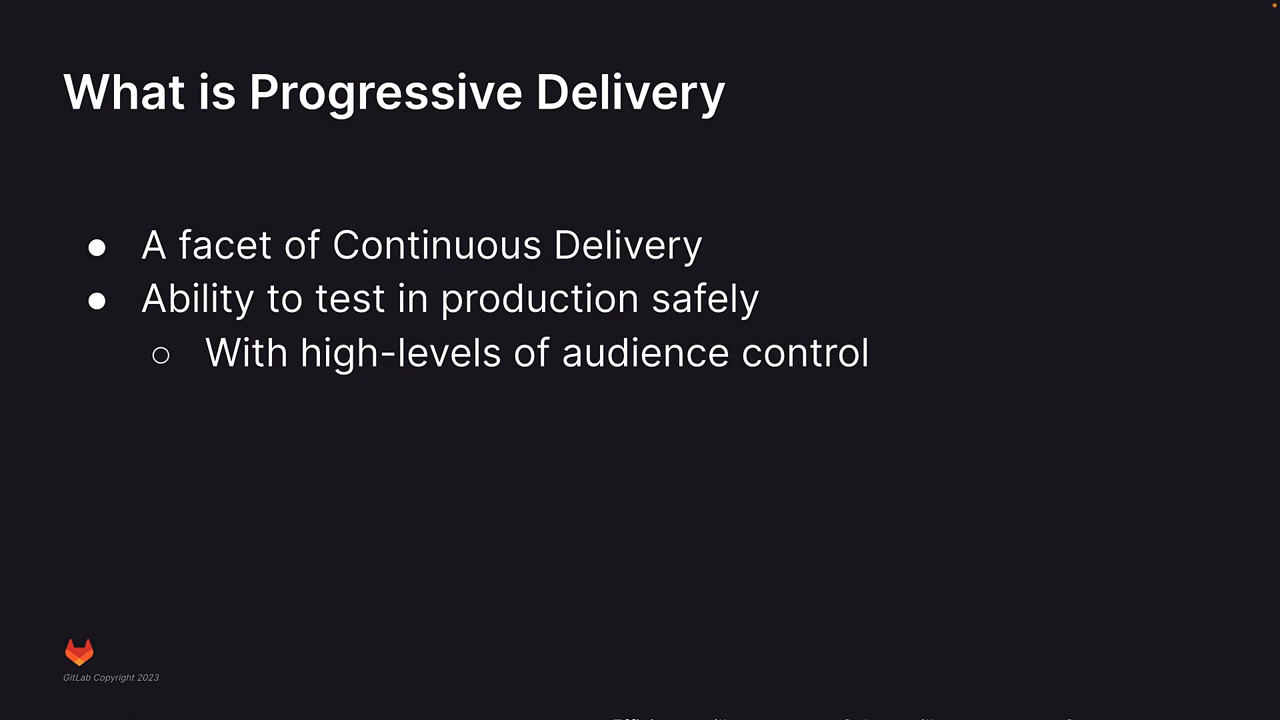 What is Progressive Delivery
● A facet of Continuous Delivery
● Ability to test in production safely
○ With high-levels of audience control
GitLab Copyright 2023